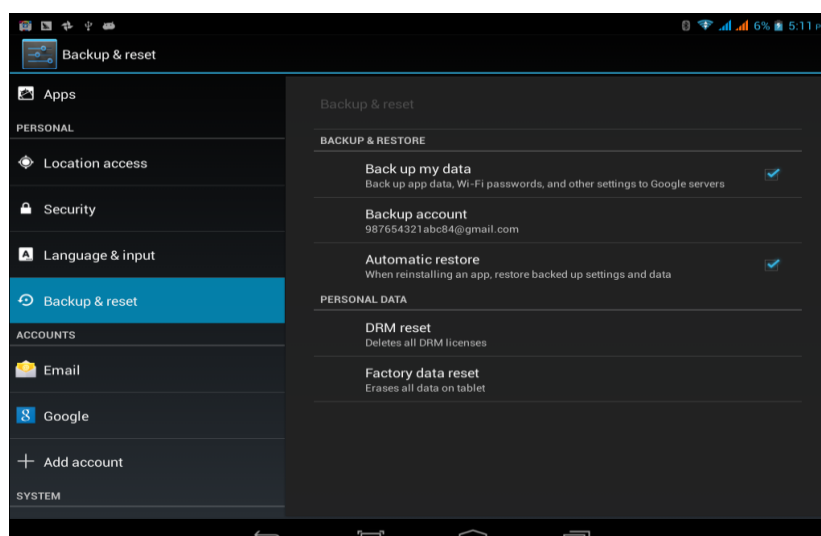 6% 5:11 P
Backup & reset
Apps
PERSONAL
Location access
Security
Language & input
Backup & reset
ACCOUNTS
Email
Google
Add account
SYSTEM
Backup & reset
BACKUP & RESTORE
Back up my data
Back up app data, Wi-Fi passwords, and other settings to Google servers
Backup account
987654321abc84@gmail.com
Automatic restore
When reinstalling an app, restore backed up settings and data
PERSONAL DATA
DRM reset
Deletes all DRM licenses
Factory data reset
Erases all data on tablet